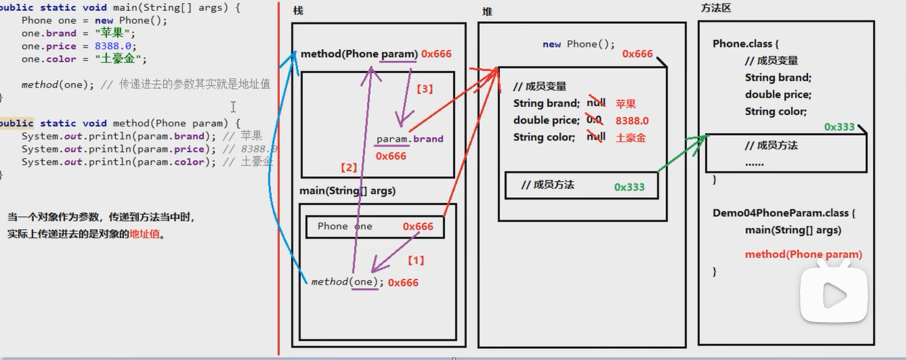 public static void main(String[] args) {
Phone one = new Phone();
one.brand = "苹果";
one.price = 8388.0;
one.color = "土豪金";
method(one); // 传递进去的参数其实就是地址值
}
public static void method(Phone param) {
System.out.println(param.brand); // 苹果
System.out.println(param.price); // 8388.0
System.out.println(param.color); // 土豪金
}
当一个对象作为参数，传递到方法当中时，
实际上传递进去的是对象的地址值。
栈
method(Phone param) 0x666
【3】
param.brand
0x666
【2】
main(String[] args)
Phone one 0x666
【1】
method(one); 0x666
堆
new Phone();
0x666
// 成员变量
String brand; null 苹果
double price; 0.0 8388.0
String color; null 土豪金
// 成员方法 0x333
方法区
Phone.class {
// 成员变量
String brand;
double price;
String color;
0x333
// 成员方法
......
}
Demo04PhoneParam.class {
main(String[] args)
method(Phone param)
}